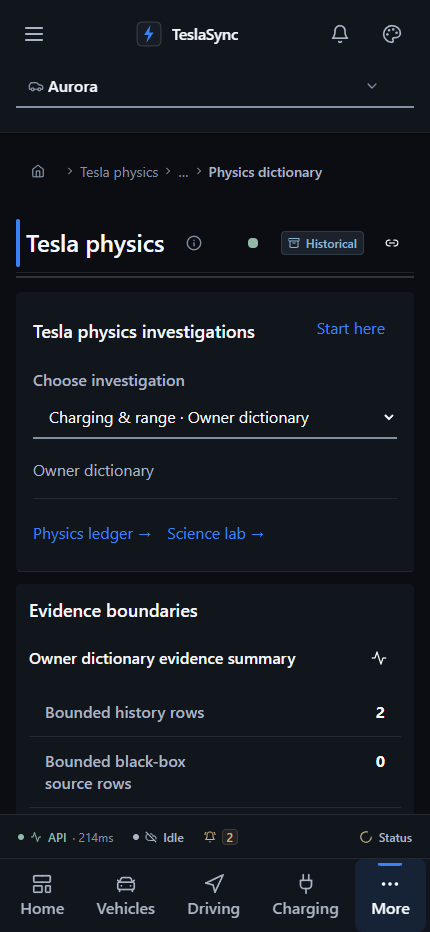 TeslaSync
Aurora
Tesla physics
...
Physics dictionary
Tesla physics
Historical
Tesla physics investigations
Start here
Choose investigation
Charging & range · Owner dictionary
Owner dictionary
Physics ledger →
Science lab →
Evidence boundaries
Owner dictionary evidence summary
Bounded history rows
2
Bounded black-box
source rows
0
API · 214ms
Idle
2
Status
Home
Vehicles
Driving
Charging
More